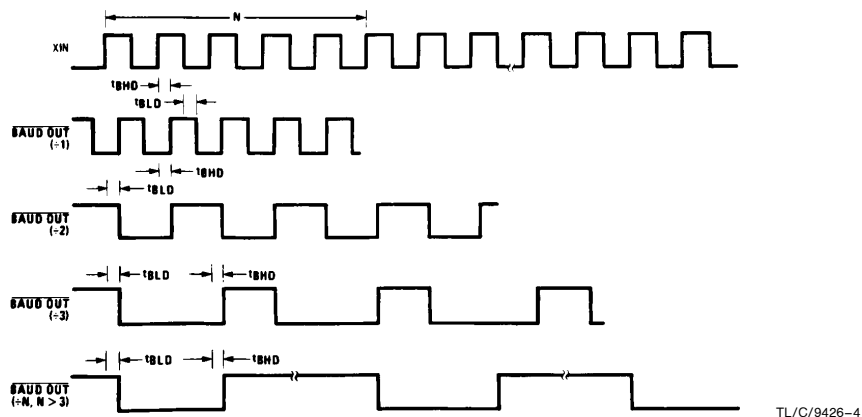 N
XIN
tBHD
tBLD
BAUD OUT
(÷1)
tBHD
tBLD
BAUD OUT
(÷2)
tBLD
tBHD
BAUD OUT
(÷3)
tBLD
tBHD
BAUD OUT
(÷N, N > 3)
TL/C/9426–4